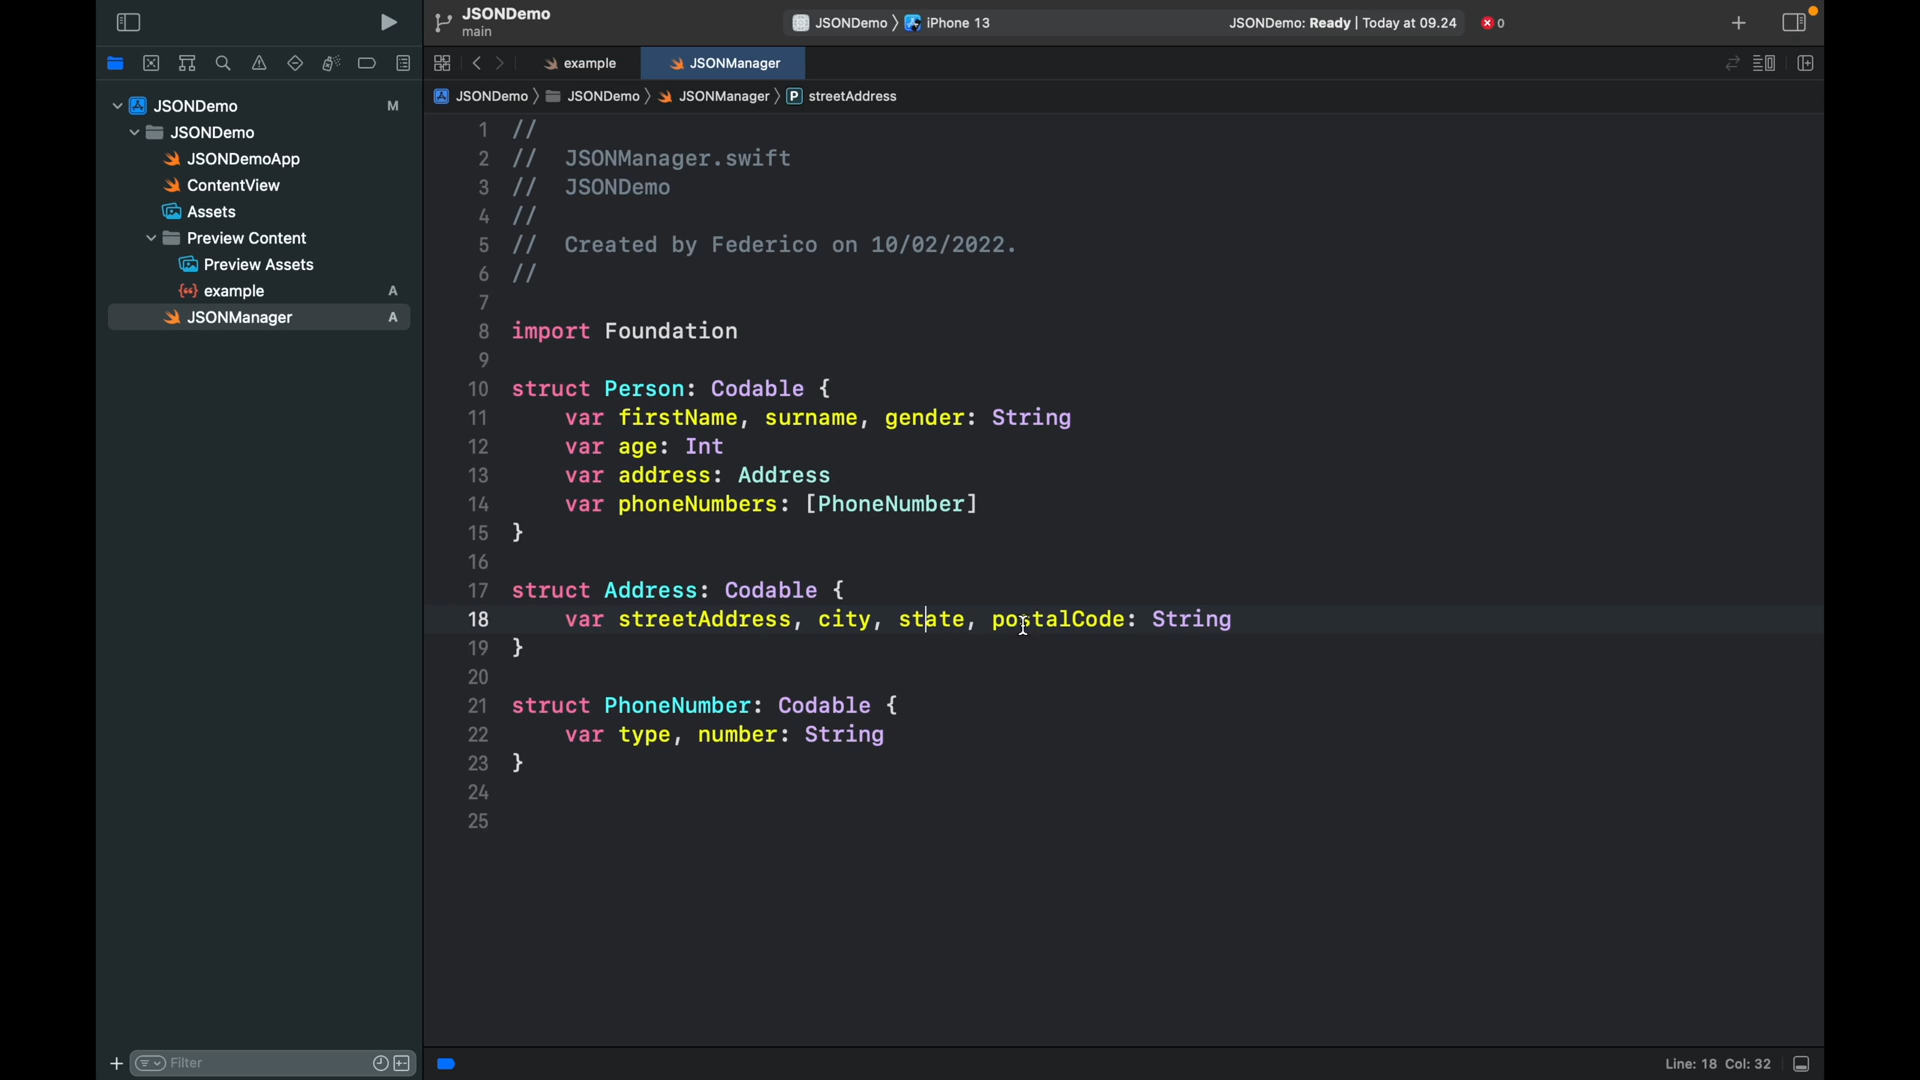 JSONDemo
main
JSONDemo
iPhone 13
JSONDemo: Ready | Today at 09.24
0
example
JSONManager
JSONDemo
JSONDemo
JSONManager
P
streetAddress
JSONDemo M
JSONDemo
JSONDemoApp
ContentView
Assets
Preview Content
Preview Assets
example A
JSONManager A
1 //
2 // JSONManager.swift
3 // JSONDemo
4 //
5 // Created by Federico on 10/02/2022.
6 //
7
8 import Foundation
9
10 struct Person: Codable {
11 var firstName, surname, gender: String
12 var age: Int
13 var address: Address
14 var phoneNumbers: [PhoneNumber]
15 }
16
17 struct Address: Codable {
18 var streetAddress, city, state, postalCode: String
19 }
20
21 struct PhoneNumber: Codable {
22 var type, number: String
23 }
24
25
Filter
Line: 18 Col: 32